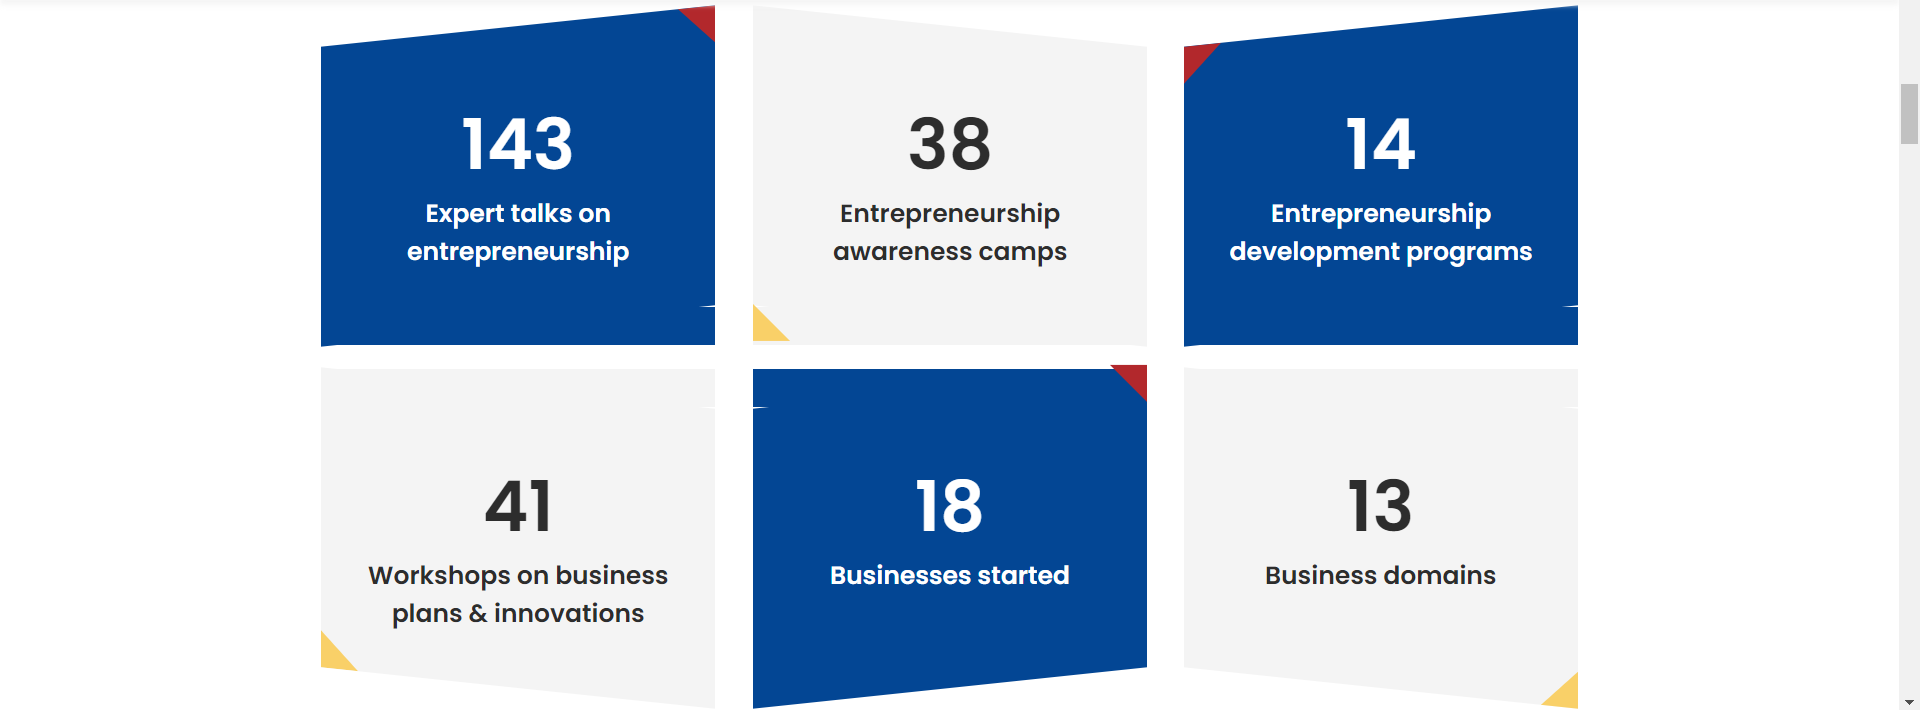 143
Expert talks on
entrepreneurship
38
Entrepreneurship
awareness camps
14
Entrepreneurship
development programs
41
Workshops on business
plans & innovations
18
Businesses started
13
Business domains